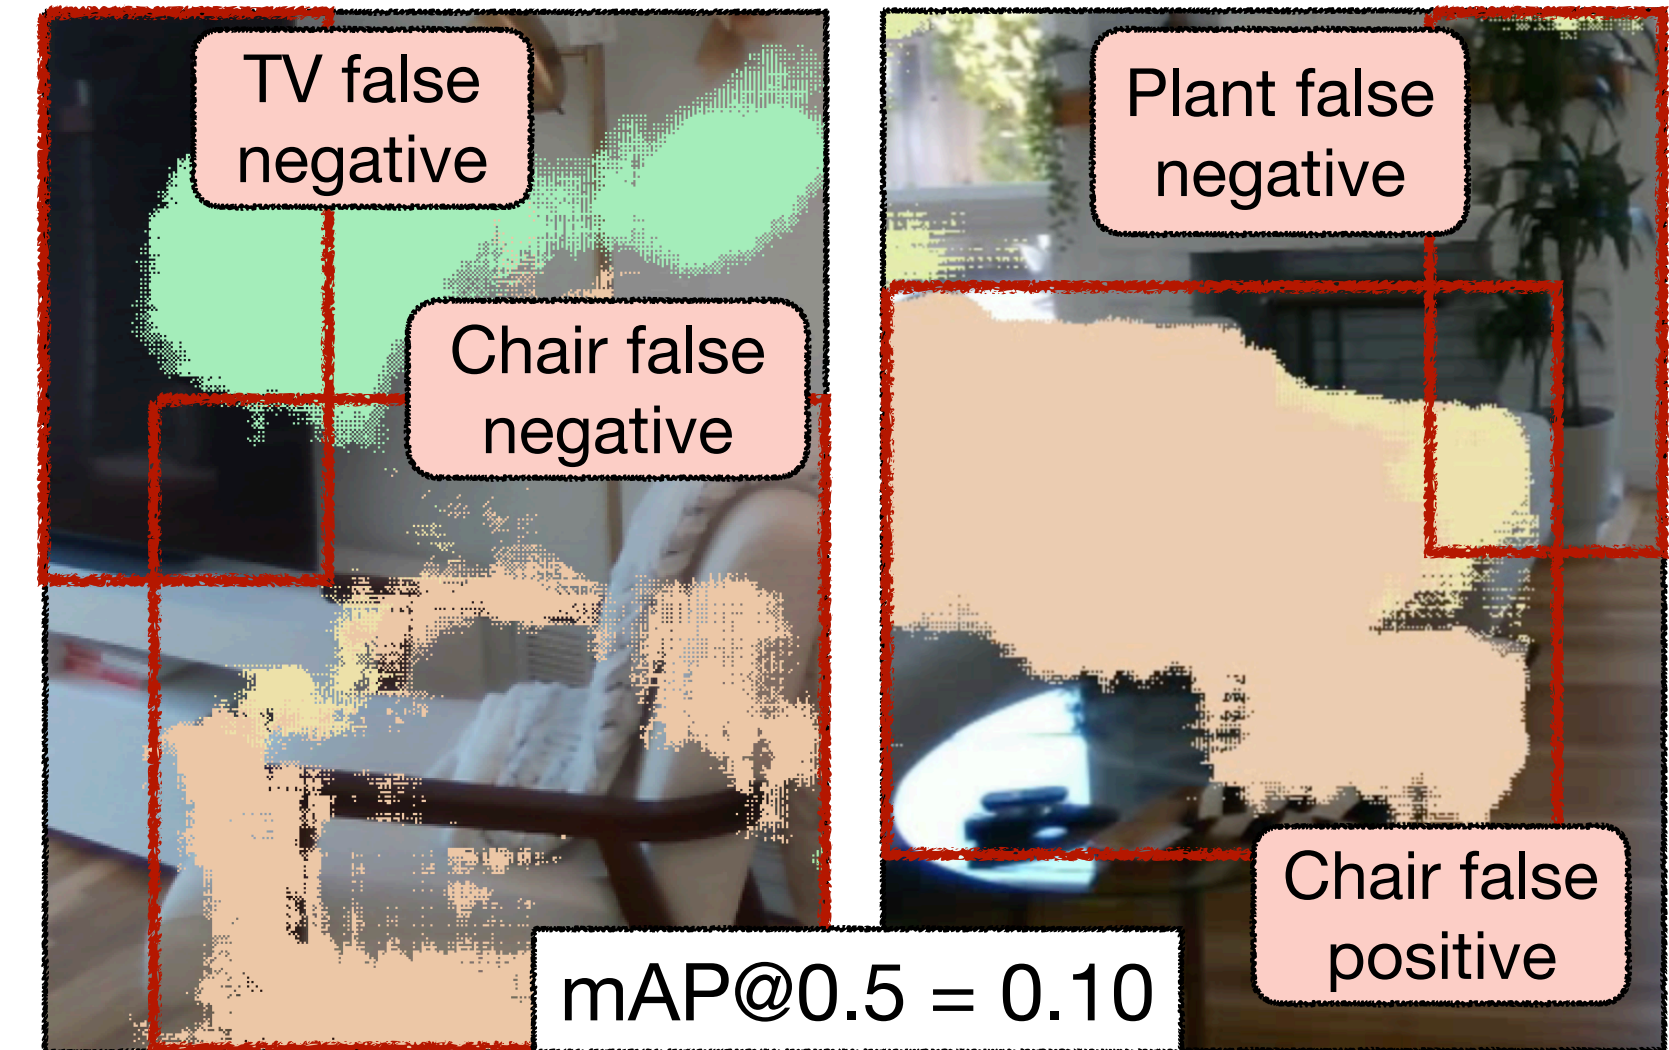 TV false
negative
Chair false
negative
Plant false
negative
Chair false
positive
mAP@0.5 = 0.10